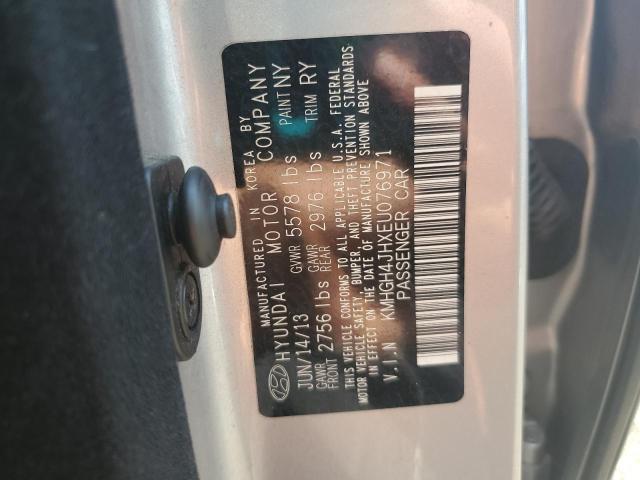 MANUFACTURED IN KOREA BY
HYUNDAI MOTOR COMPANY
JUN/14/13 GVWR 5578 lbs PAINT NY
GAWR FRONT 2756 lbs GAWR REAR 2976 lbs TRIM RY
THIS VEHICLE CONFORMS TO ALL APPLICABLE U.S.A. FEDERAL
MOTOR VEHICLE SAFETY, BUMPER, AND THEFT PREVENTION STANDARDS
IN EFFECT ON THE DATE OF MANUFACTURE SHOWN ABOVE
V.I.N KMHGH4JHXEU076971
PASSENGER CAR